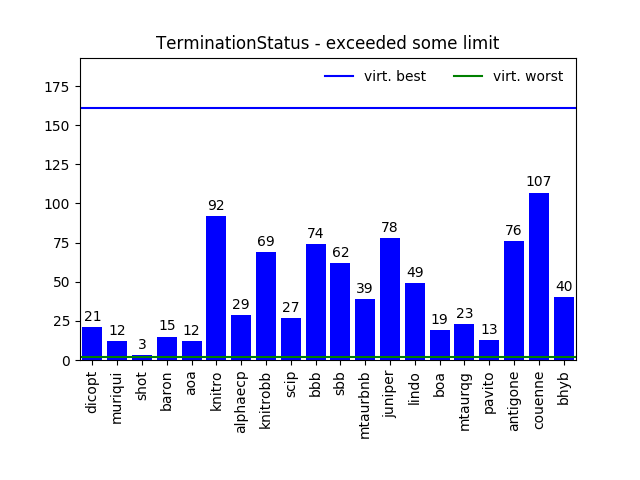 TerminationStatus - exceeded some limit
virt. best
virt. worst
175
150
125
100
75
50
25
0
21
12
3
15
12
92
29
69
27
74
62
39
78
49
19
23
13
76
107
40
dicopt
muriqui
shot
baron
aoa
knitro
alphaecp
knitrobb
scip
bbb
sbb
mtaurbnb
juniper
lindo
boa
mtaurqg
pavito
antigone
couenne
bhyb